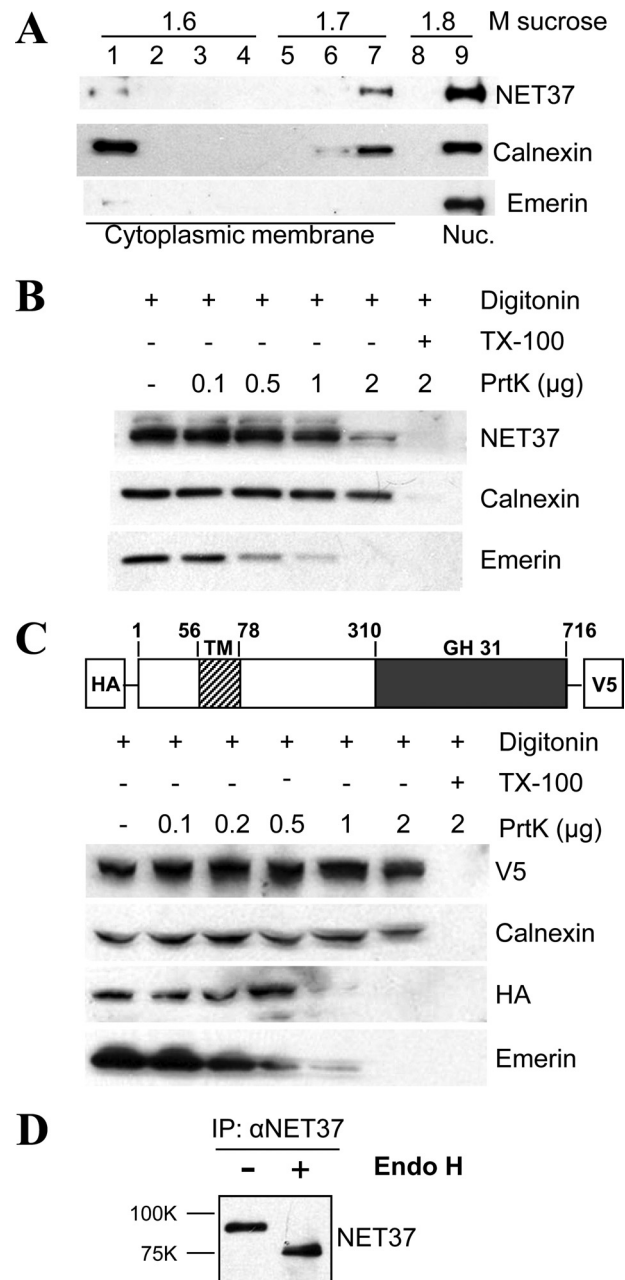 A
1.6 1.7 1.8 M sucrose
1 2 3 4 5 6 7 8 9
NET37
Calnexin
Emerin
Cytoplasmic membrane Nuc.
B
+ + + + + + Digitonin
- - - - - + TX-100
- 0.1 0.5 1 2 2 PrtK (μg)
NET37
Calnexin
Emerin
C
1 56 TM 78 310 GH 31 716
HA V5
+ + + + + + + Digitonin
- - - - - - + TX-100
- 0.1 0.2 0.5 1 2 2 PrtK (μg)
V5
Calnexin
HA
Emerin
D
IP: αNET37
- + Endo H
100K
NET37
75K